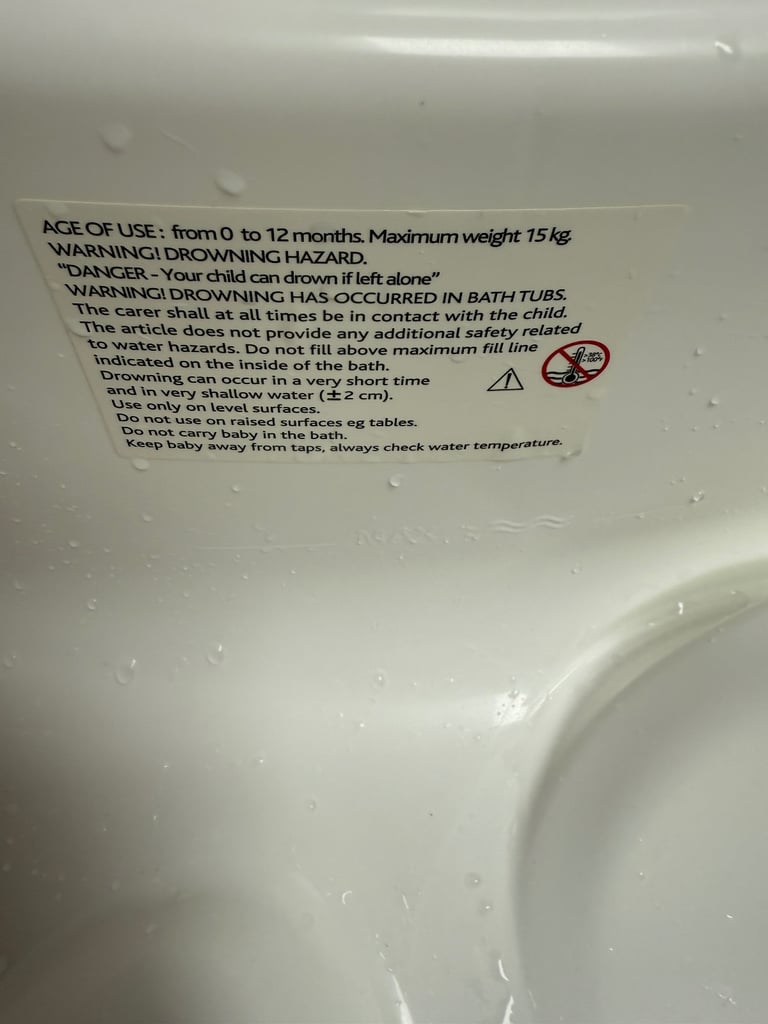 AGE OF USE : from 0 to 12 months. Maximum weight 15 kg.
WARNING! DROWNING HAZARD.
"DANGER - Your child can drown if left alone"
WARNING! DROWNING HAS OCCURRED IN BATH TUBS.
The carer shall at all times be in contact with the child.
The article does not provide any additional safety related
to water hazards. Do not fill above maximum fill line
indicated on the inside of the bath.
Drowning can occur in a very short time
and in very shallow water (±2 cm).
Use only on level surfaces.
Do not use on raised surfaces eg tables.
Do not carry baby in the bath.
Keep baby away from taps, always check water temperature.
>38°C
>100°F
MAX.